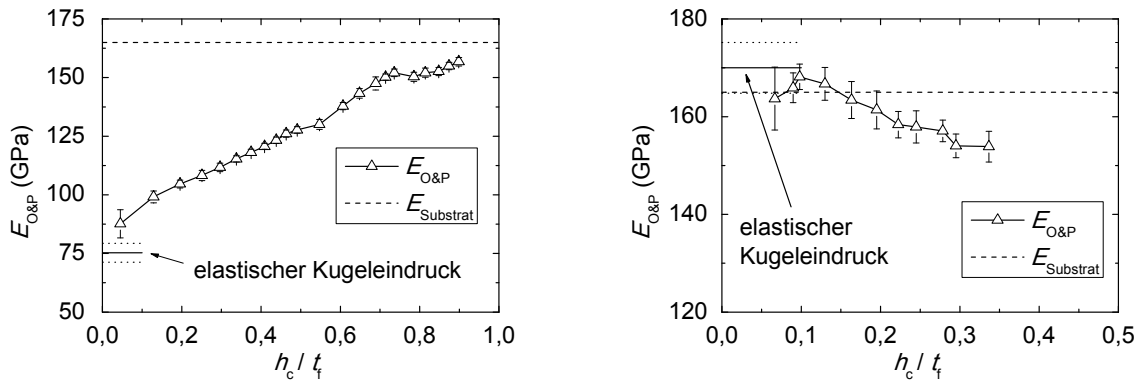 175
150
125
100
75
50
E_O&P (GPa)
E_O&P
E_Substrat
elastischer Kugeleindruck
0,0 0,2 0,4 0,6 0,8 1,0
h_c / t_f
180
160
140
120
E_O&P (GPa)
elastischer
Kugeleindruck
E_O&P
E_Substrat
0,0 0,1 0,2 0,3 0,4 0,5
h_c / t_f